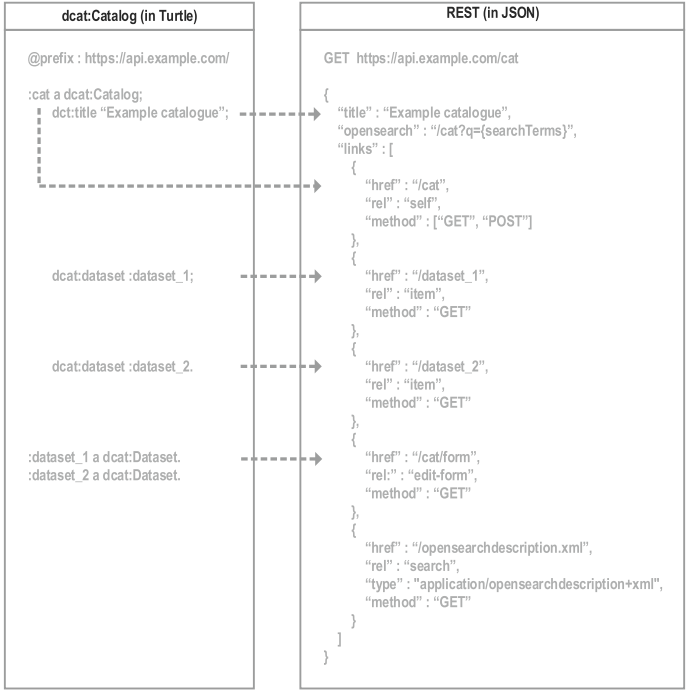 dcat:Catalog (in Turtle)
@prefix : https://api.example.com/
:cat a dcat:Catalog;
dct:title “Example catalogue”;
dcat:dataset :dataset_1;
dcat:dataset :dataset_2.
:dataset_1 a dcat:Dataset.
:dataset_2 a dcat:Dataset.
REST (in JSON)
GET https://api.example.com/cat
{
“title” : “Example catalogue”,
“opensearch” : “/cat?q={searchTerms}”,
“links” : [
{
“href” : “/cat”,
“rel” : “self”,
“method” : [“GET”, “POST”]
},
{
“href” : “/dataset_1”,
“rel” : “item”,
“method” : “GET”
},
{
“href” : “/dataset_2”,
“rel” : “item”,
“method” : “GET”
},
{
“href” : “/cat/form”,
“rel:” : “edit-form”,
“method” : “GET”
},
{
“href” : “/opensearchdescription.xml”,
“rel” : “search”,
“type” : "application/opensearchdescription+xml",
“method” : “GET”
}
]
}